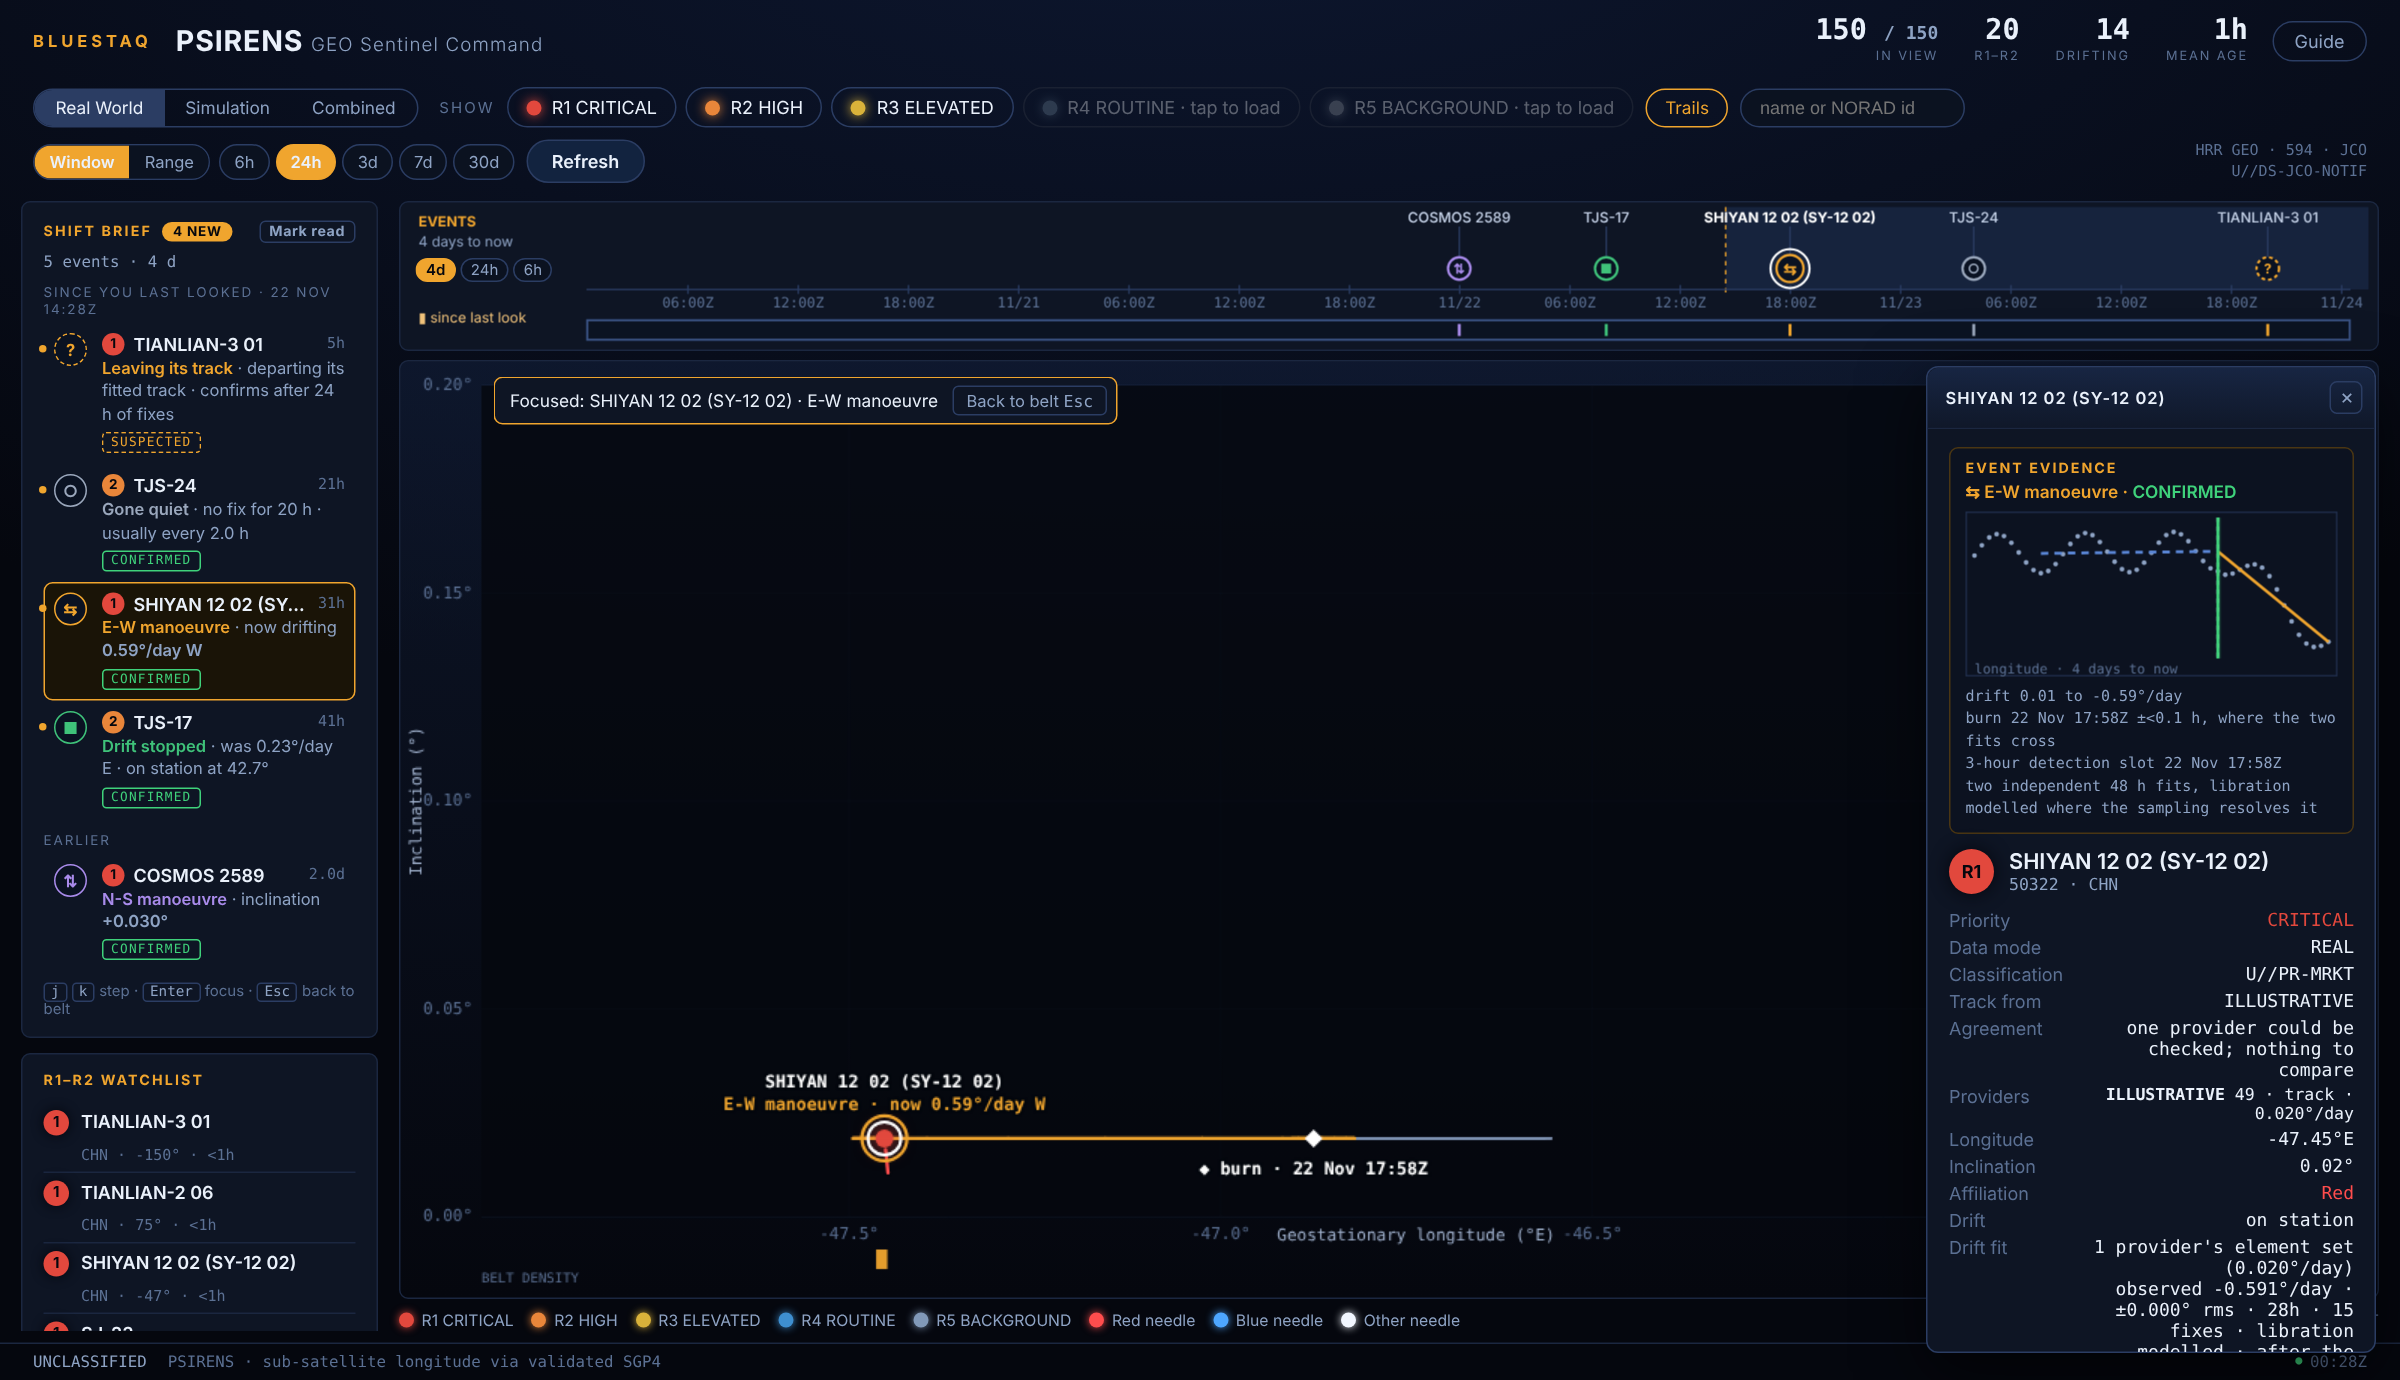 BLUESTAQ PSIRENS GEO Sentinel Command
150 / 150 IN VIEW
20 R1–R2
14 DRIFTING
1h MEAN AGE
Guide
Real World Simulation Combined SHOW R1 CRITICAL R2 HIGH R3 ELEVATED R4 ROUTINE · tap to load R5 BACKGROUND · tap to load Trails name or NORAD id
Window Range 6h 24h 3d 7d 30d Refresh
HRR GEO · 594 · JCO
U//DS-JCO-NOTIF
SHIFT BRIEF 4 NEW Mark read
5 events · 4 d
SINCE YOU LAST LOOKED · 22 NOV
14:28Z
? 1 TIANLIAN-3 01 5h
Leaving its track · departing its
fitted track · confirms after 24
h of fixes
SUSPECTED
2 TJS-24 21h
Gone quiet · no fix for 20 h ·
usually every 2.0 h
CONFIRMED
⇆ 1 SHIYAN 12 02 (SY... 31h
E-W manoeuvre · now drifting
0.59°/day W
CONFIRMED
2 TJS-17 41h
Drift stopped · was 0.23°/day
E · on station at 42.7°
CONFIRMED
EARLIER
⇅ 1 COSMOS 2589 2.0d
N-S manoeuvre · inclination
+0.030°
CONFIRMED
j k step · Enter focus · Esc back to
belt
R1–R2 WATCHLIST
1 TIANLIAN-3 01
CHN · -150° · <1h
1 TIANLIAN-2 06
CHN · 75° · <1h
1 SHIYAN 12 02 (SY-12 02)
CHN · -47° · <1h
EVENTS
4 days to now
4d 24h 6h
since last look
COSMOS 2589 TJS-17 SHIYAN 12 02 (SY-12 02) TJS-24 TIANLIAN-3 01
⇅ ⇆ ?
06:00Z 12:00Z 18:00Z 11/21 06:00Z 12:00Z 18:00Z 11/22 06:00Z 12:00Z 18:00Z 11/23 06:00Z 12:00Z 18:00Z 11/24
Focused: SHIYAN 12 02 (SY-12 02) · E-W manoeuvre Back to belt Esc
0.20°
0.15°
0.10°
0.05°
0.00°
Inclination (°)
SHIYAN 12 02 (SY-12 02)
E-W manoeuvre · now 0.59°/day W
◆ burn · 22 Nov 17:58Z
-47.5° -47.0° Geostationary longitude (°E) -46.5°
BELT DENSITY
R1 CRITICAL R2 HIGH R3 ELEVATED R4 ROUTINE R5 BACKGROUND Red needle Blue needle Other needle
SHIYAN 12 02 (SY-12 02) ×
EVENT EVIDENCE
⇆ E-W manoeuvre · CONFIRMED
longitude · 4 days to now
drift 0.01 to -0.59°/day
burn 22 Nov 17:58Z ±<0.1 h, where the two
fits cross
3-hour detection slot 22 Nov 17:58Z
two independent 48 h fits, libration
modelled where the sampling resolves it
R1 SHIYAN 12 02 (SY-12 02)
50322 · CHN
Priority CRITICAL
Data mode REAL
Classification U//PR-MRKT
Track from ILLUSTRATIVE
Agreement one provider could be
checked; nothing to
compare
Providers ILLUSTRATIVE 49 · track ·
0.020°/day
Longitude -47.45°E
Inclination 0.02°
Affiliation Red
Drift on station
Drift fit 1 provider's element set
(0.020°/day)
observed -0.591°/day ·
±0.000° rms · 28h · 15
fixes · libration
modelled · after the
UNCLASSIFIED PSIRENS · sub-satellite longitude via validated SGP4
00:28Z